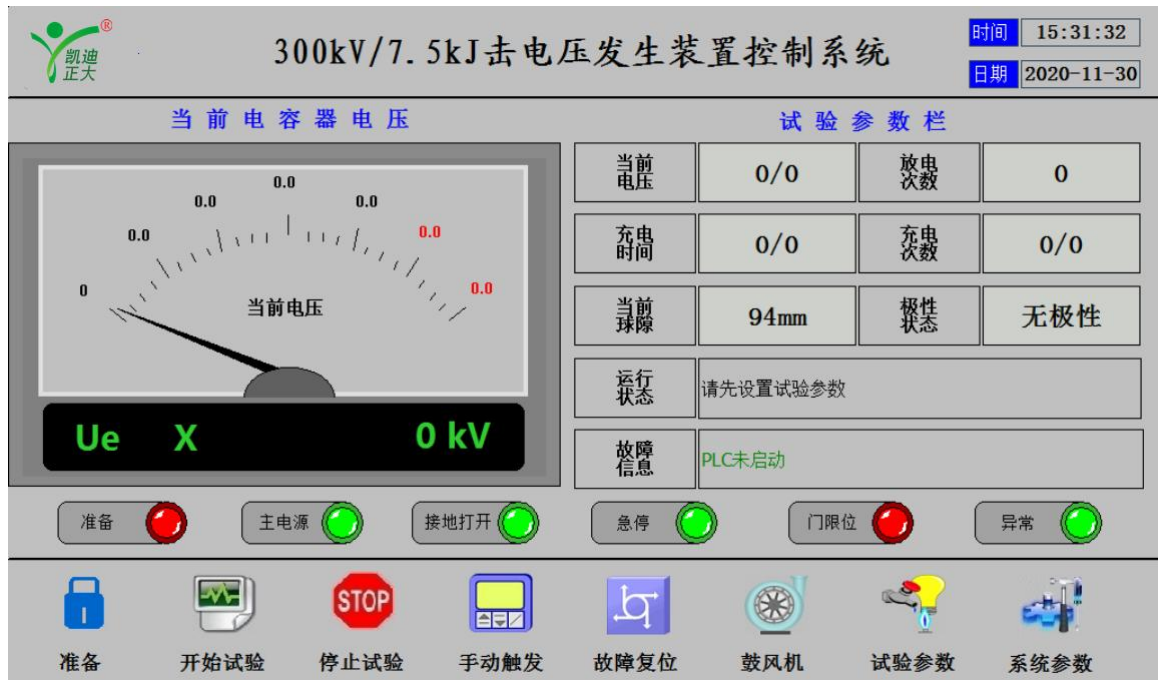 凯迪
正大
®
300kV/7.5kJ击电压发生装置控制系统
时间 15:31:32
日期 2020-11-30
当前电容器电压
0.0
0.0 0.0
0.0 0.0
0 0.0
当前电压
Ue X 0 kV
试验参数栏
当前
电压
0/0
放电
次数
0
充电
时间
0/0
充电
次数
0/0
当前
球隙
94mm
极性
状态
无极性
运行
状态
请先设置试验参数
故障
信息
PLC未启动
准备 主电源 接地打开 急停 门限位 异常
STOP
准备 开始试验 停止试验 手动触发 故障复位 鼓风机 试验参数 系统参数